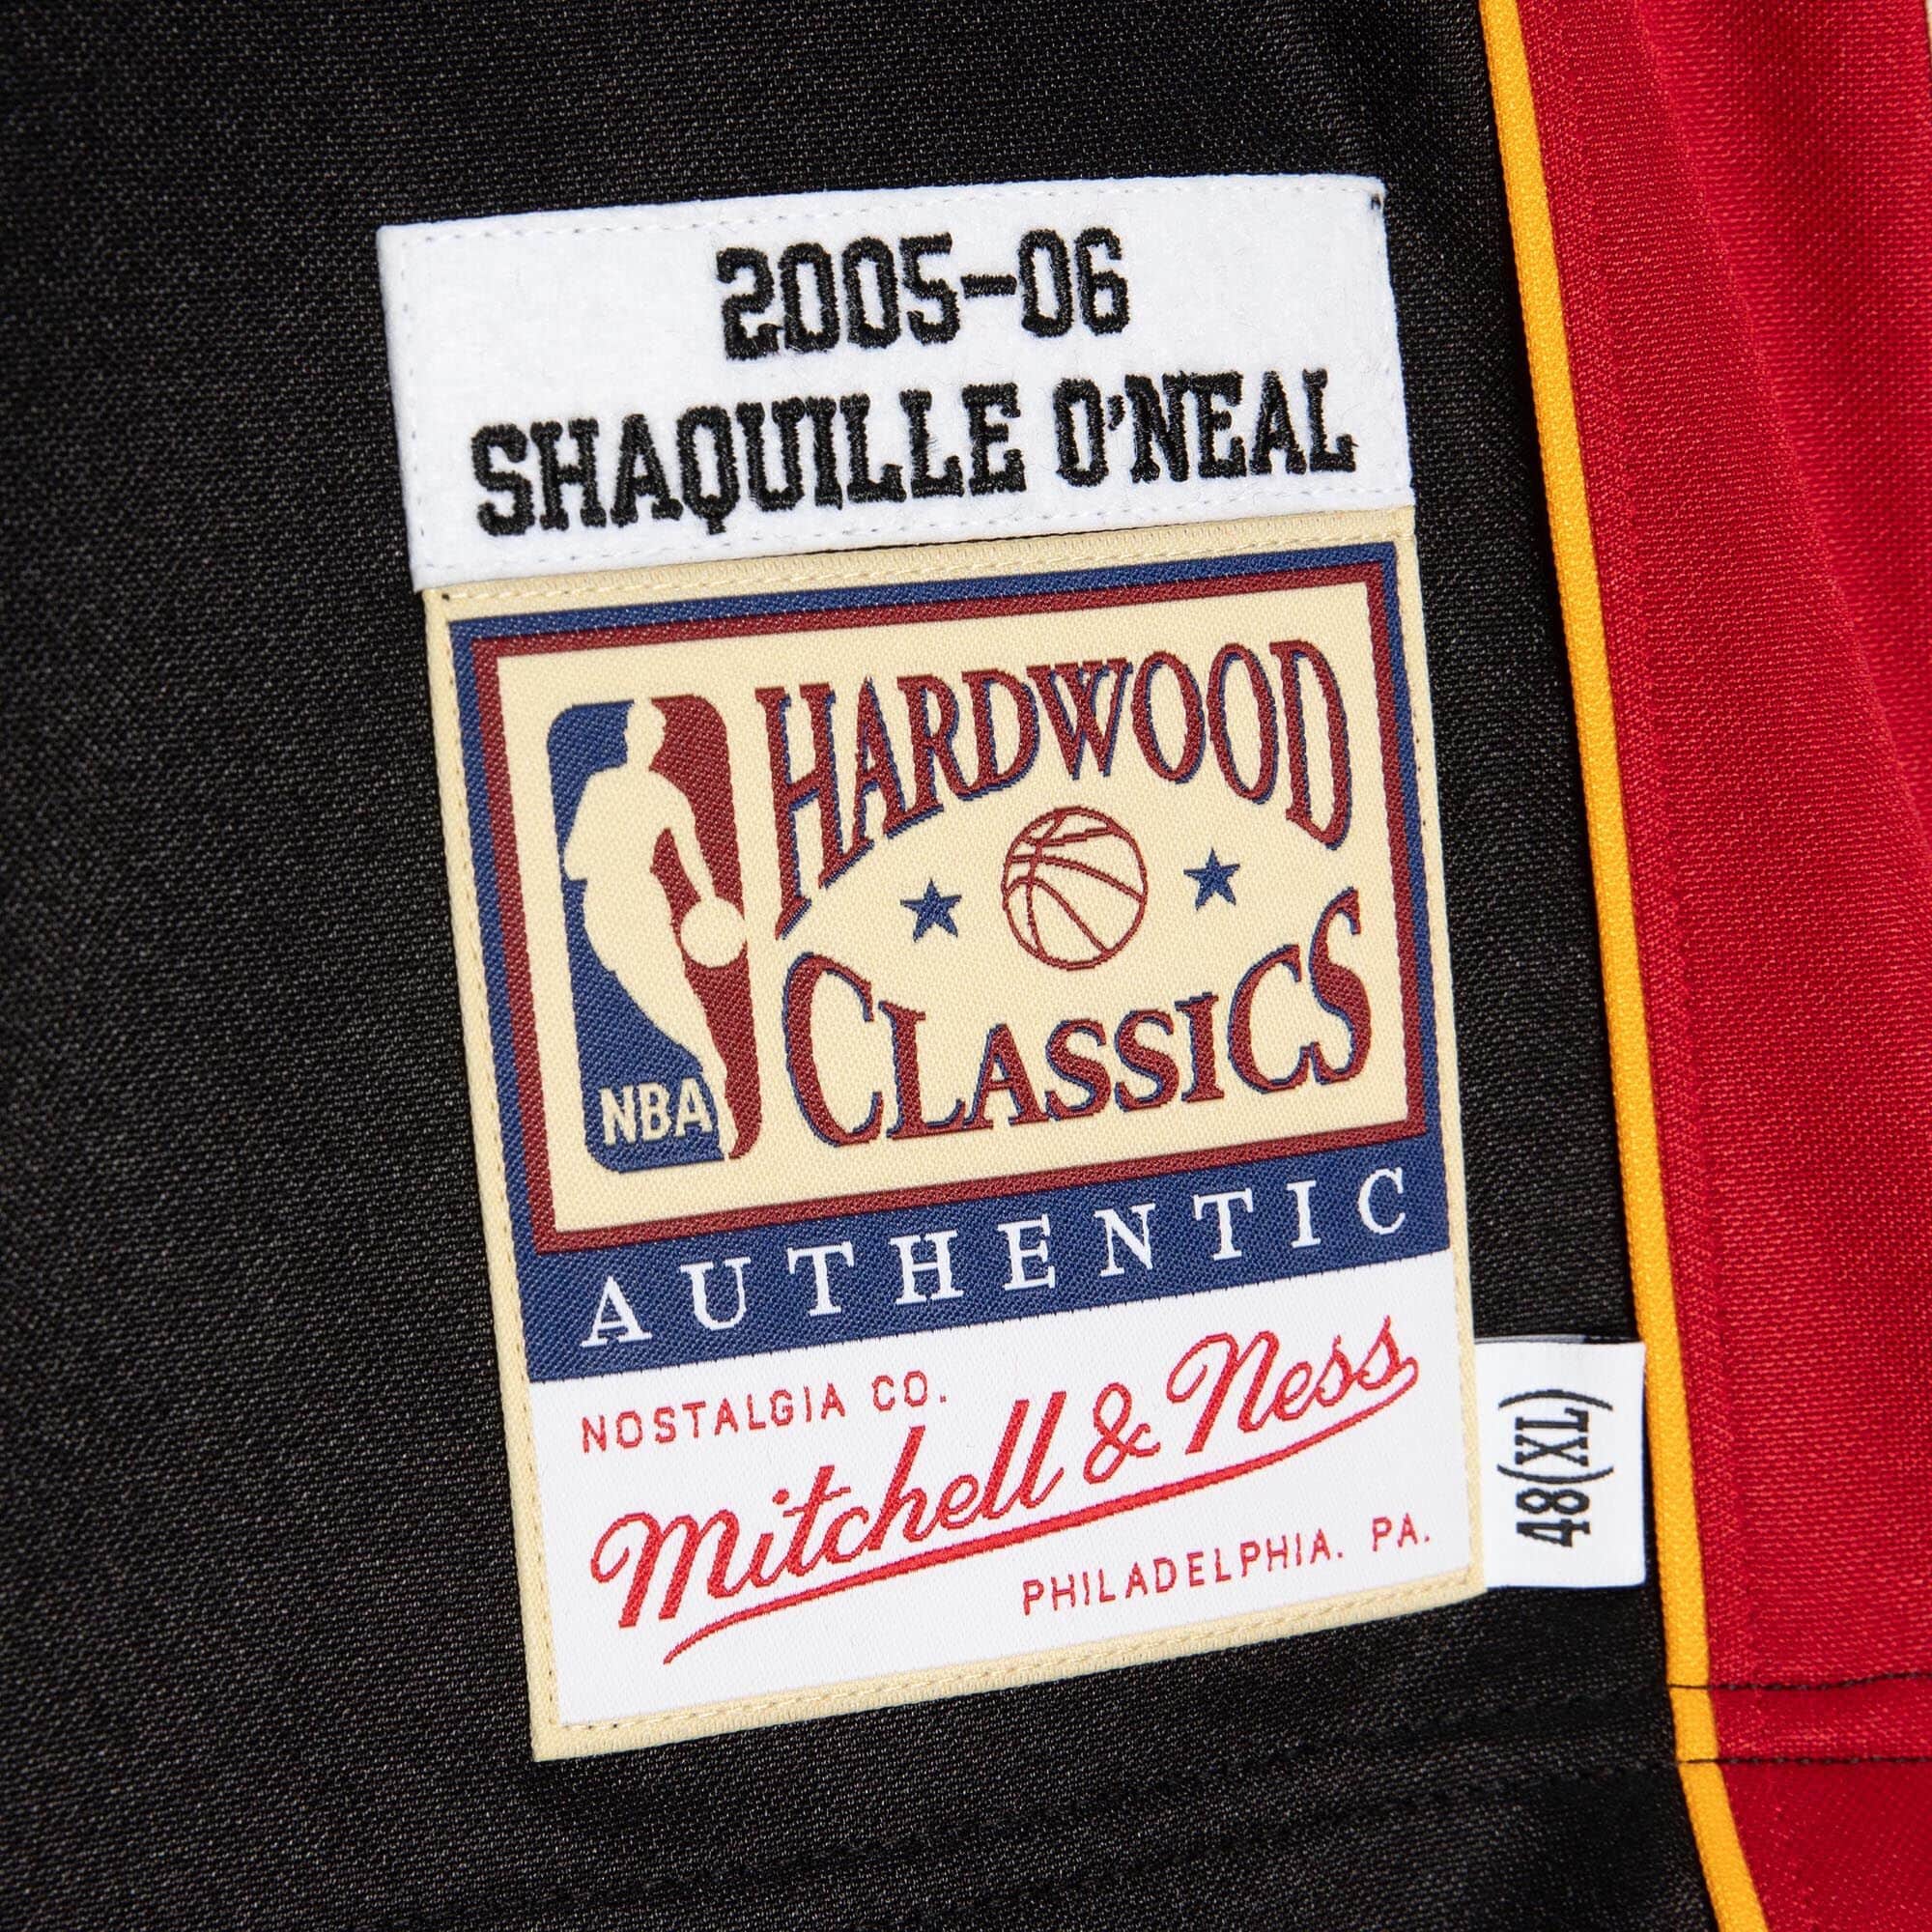 2005-06
SHAQUILLE O'NEAL
HARDWOOD
CLASSICS
NBA
AUTHENTIC
NOSTALGIA CO.
Mitchell & Ness
PHILADELPHIA. PA.
48(XL)